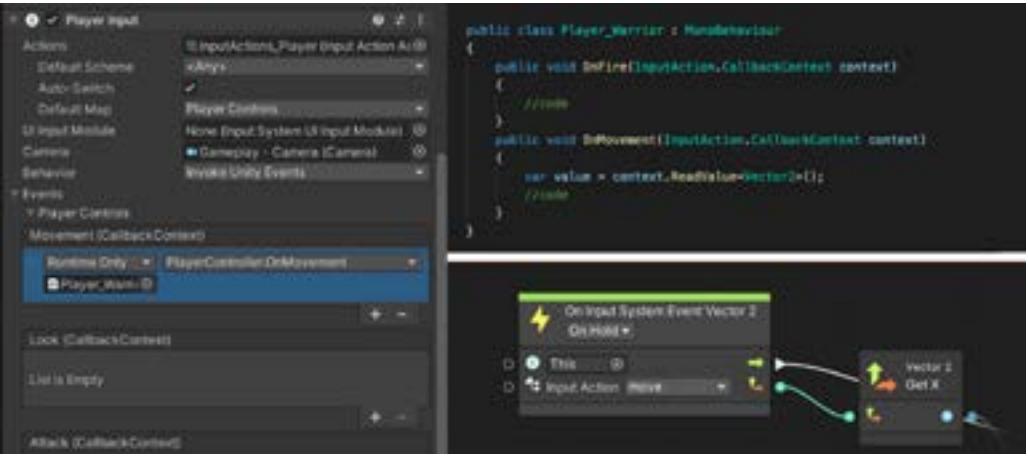 Player Input
Actions
InputActions_Player (Input Action As
Default Scheme
<Any>
Auto-Switch
Default Map
Player Controls
UI Input Module
None (Input System UI Input Module)
Camera
Gameplay - Camera (Camera)
Behavior
Invoke Unity Events
Events
Player Controls
Movement (CallbackContext)
Runtime Only
PlayerController.OnMovement
Player_Warri
+ -
Look (CallbackContext)
List is Empty
+ -
Attack (CallbackContext)
public class Player_Warrior : MonoBehaviour
{
public void OnFire(InputAction.CallbackContext context)
{
//code
}
public void OnMovement(InputAction.CallbackContext context)
{
var value = context.ReadValue<Vector2>();
//code
}
}
On Input System Event Vector 2
On Hold
This
Input Action
move
Vector 2
Get X